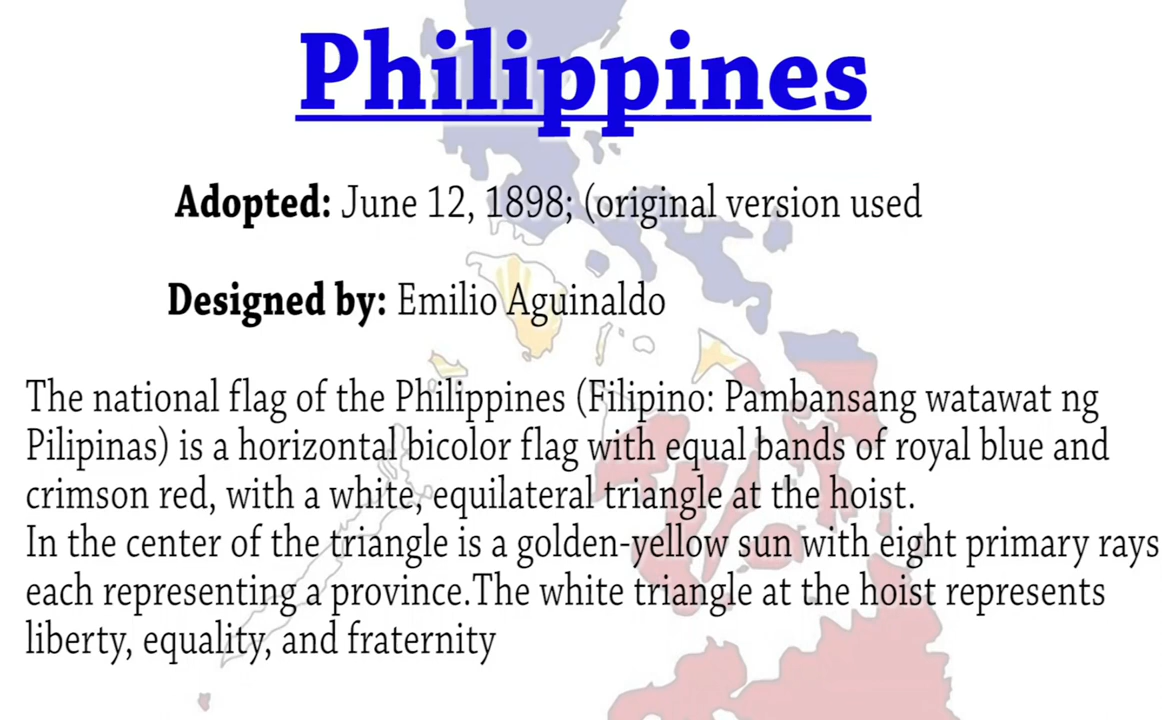 Philippines
Adopted: June 12, 1898; (original version used
Designed by: Emilio Aguinaldo
The national flag of the Philippines (Filipino: Pambansang watawat ng
Pilipinas) is a horizontal bicolor flag with equal bands of royal blue and
crimson red, with a white, equilateral triangle at the hoist.
In the center of the triangle is a golden-yellow sun with eight primary rays
each representing a province.The white triangle at the hoist represents
liberty, equality, and fraternity